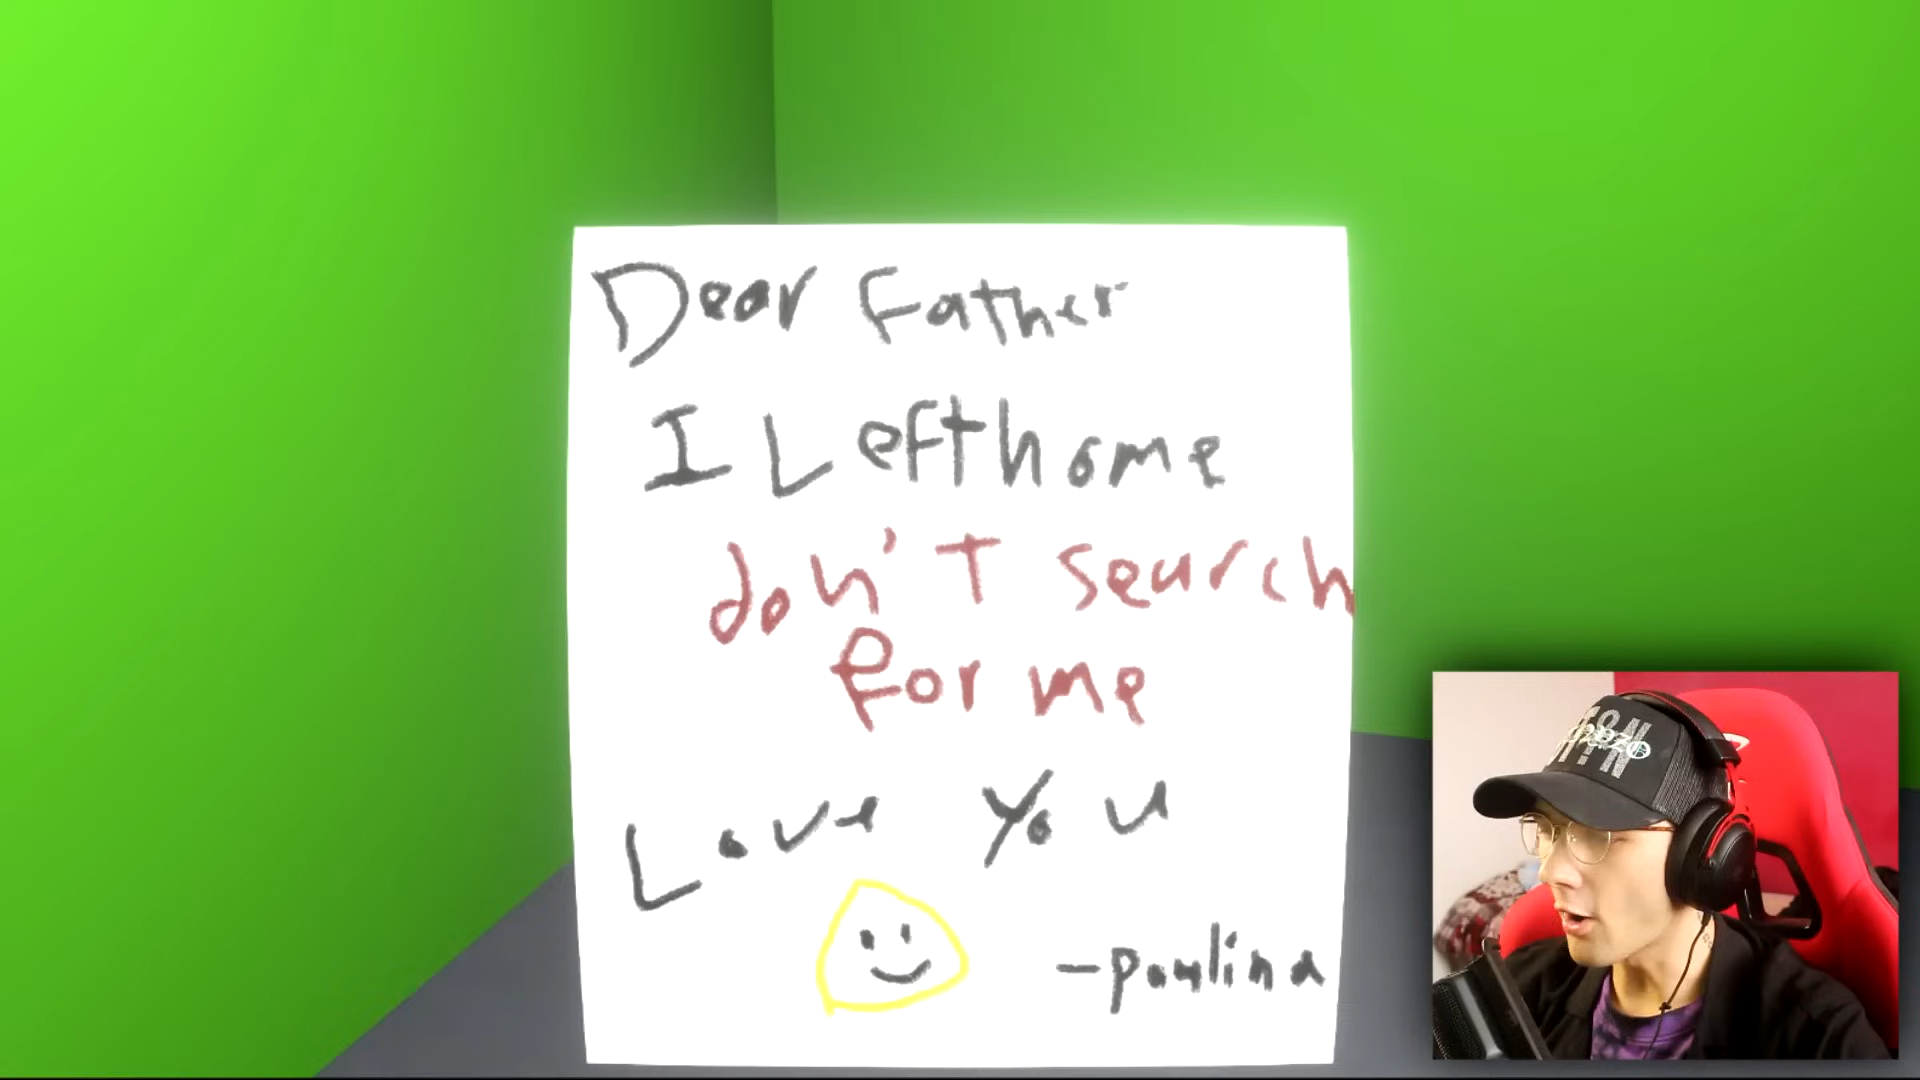 Dear Father
I Left home
don't search
for me
Love You
-paulina